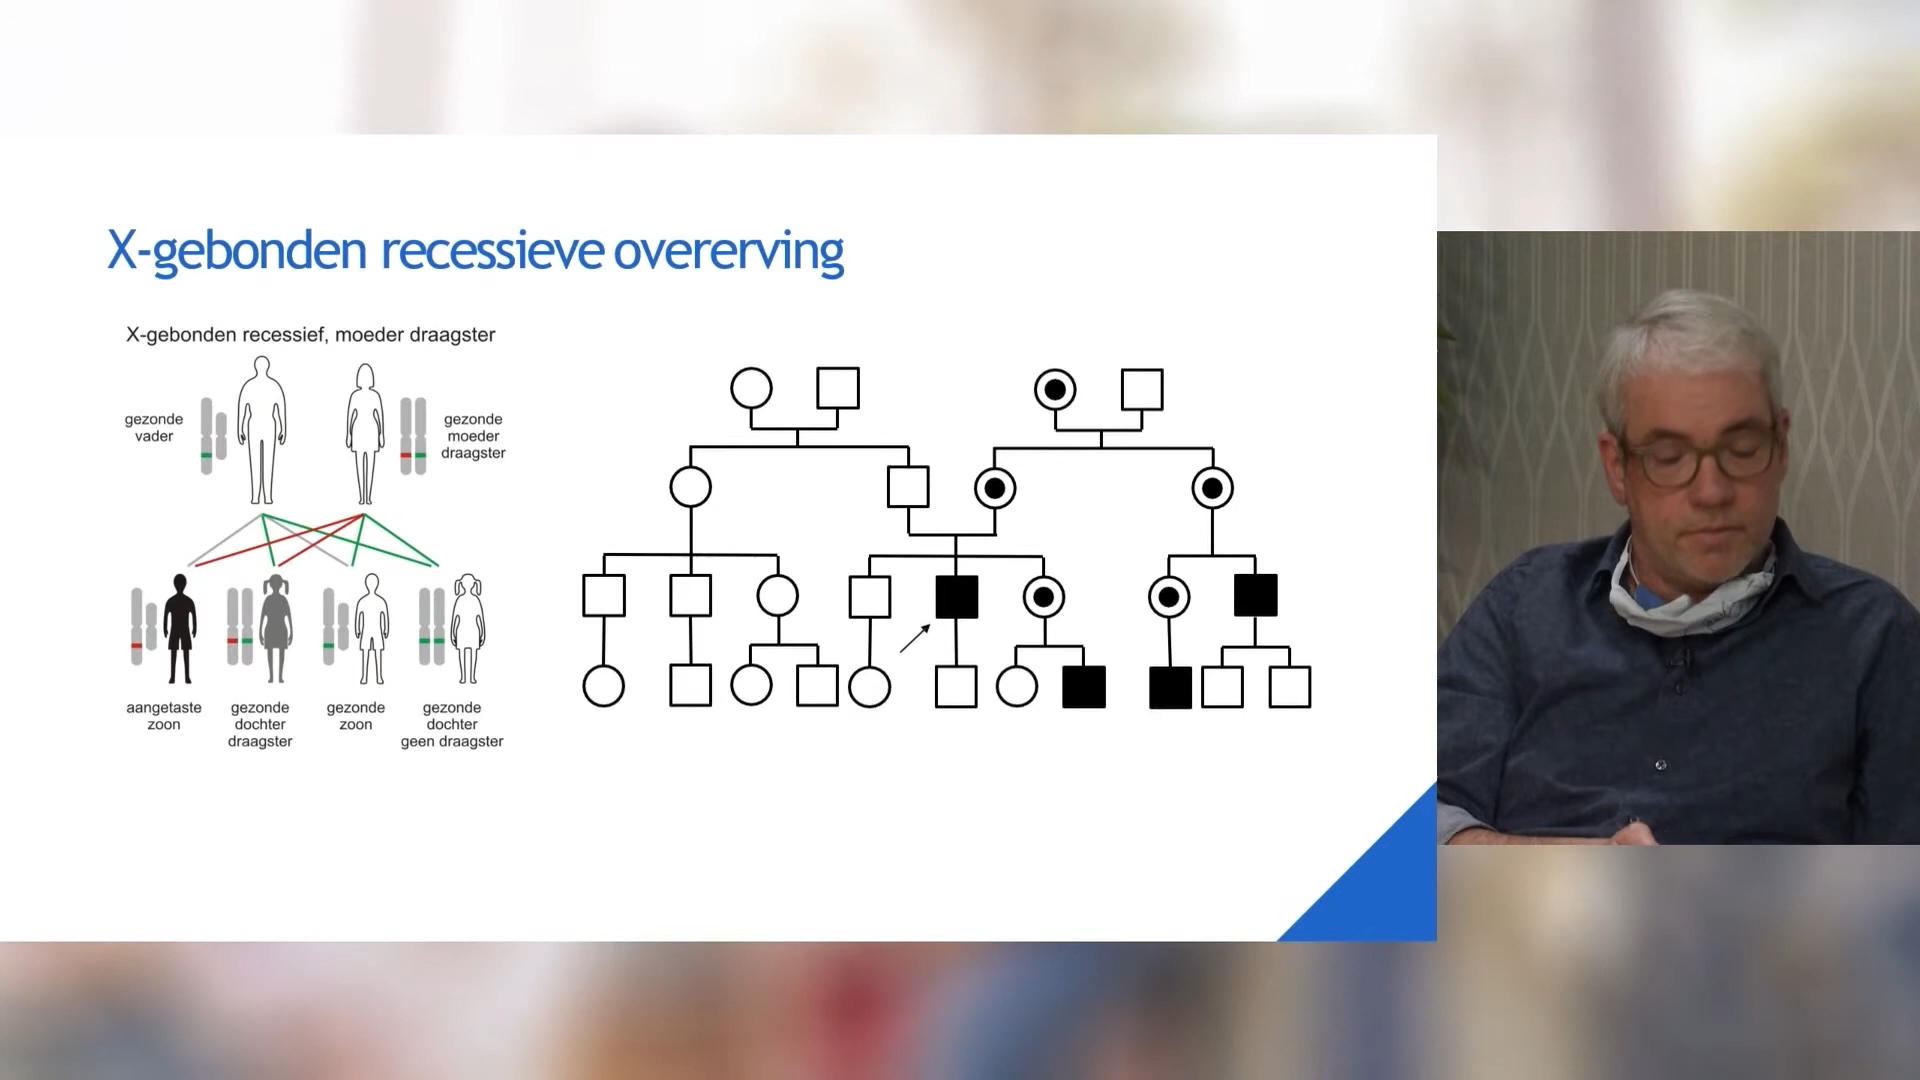 X-gebonden recessieve overerving
X-gebonden recessief, moeder draagster
gezonde
vader
gezonde
moeder
draagster
aangetaste
zoon
gezonde
dochter
draagster
gezonde
zoon
gezonde
dochter
geen draagster